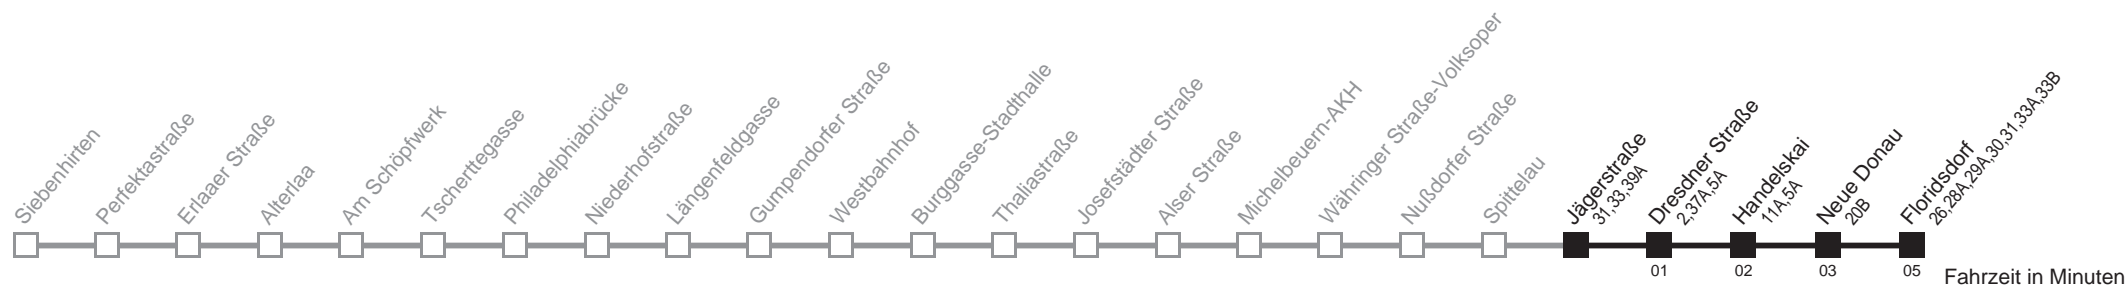 Siebenhirten
Perfektastraße
Erlaaer Straße
Alterlaa
Am Schöpfwerk
Tscherttegasse
Philadelphiabrücke
Niederhofstraße
Längenfeldgasse
Gumpendorfer Straße
Westbahnhof
Burggasse-Stadthalle
Thaliastraße
Josefstädter Straße
Alser Straße
Michelbeuern-AKH
Währinger Straße-Volksoper
Nußdorfer Straße
Spittelau
Jägerstraße
31,33,39A
Dresdner Straße
2,37A,5A
Handelskai
11A,5A
Neue Donau
20B
Floridsdorf
26,28A,29A,30,31,33A,33B
01 02 03 05
Fahrzeit in Minuten